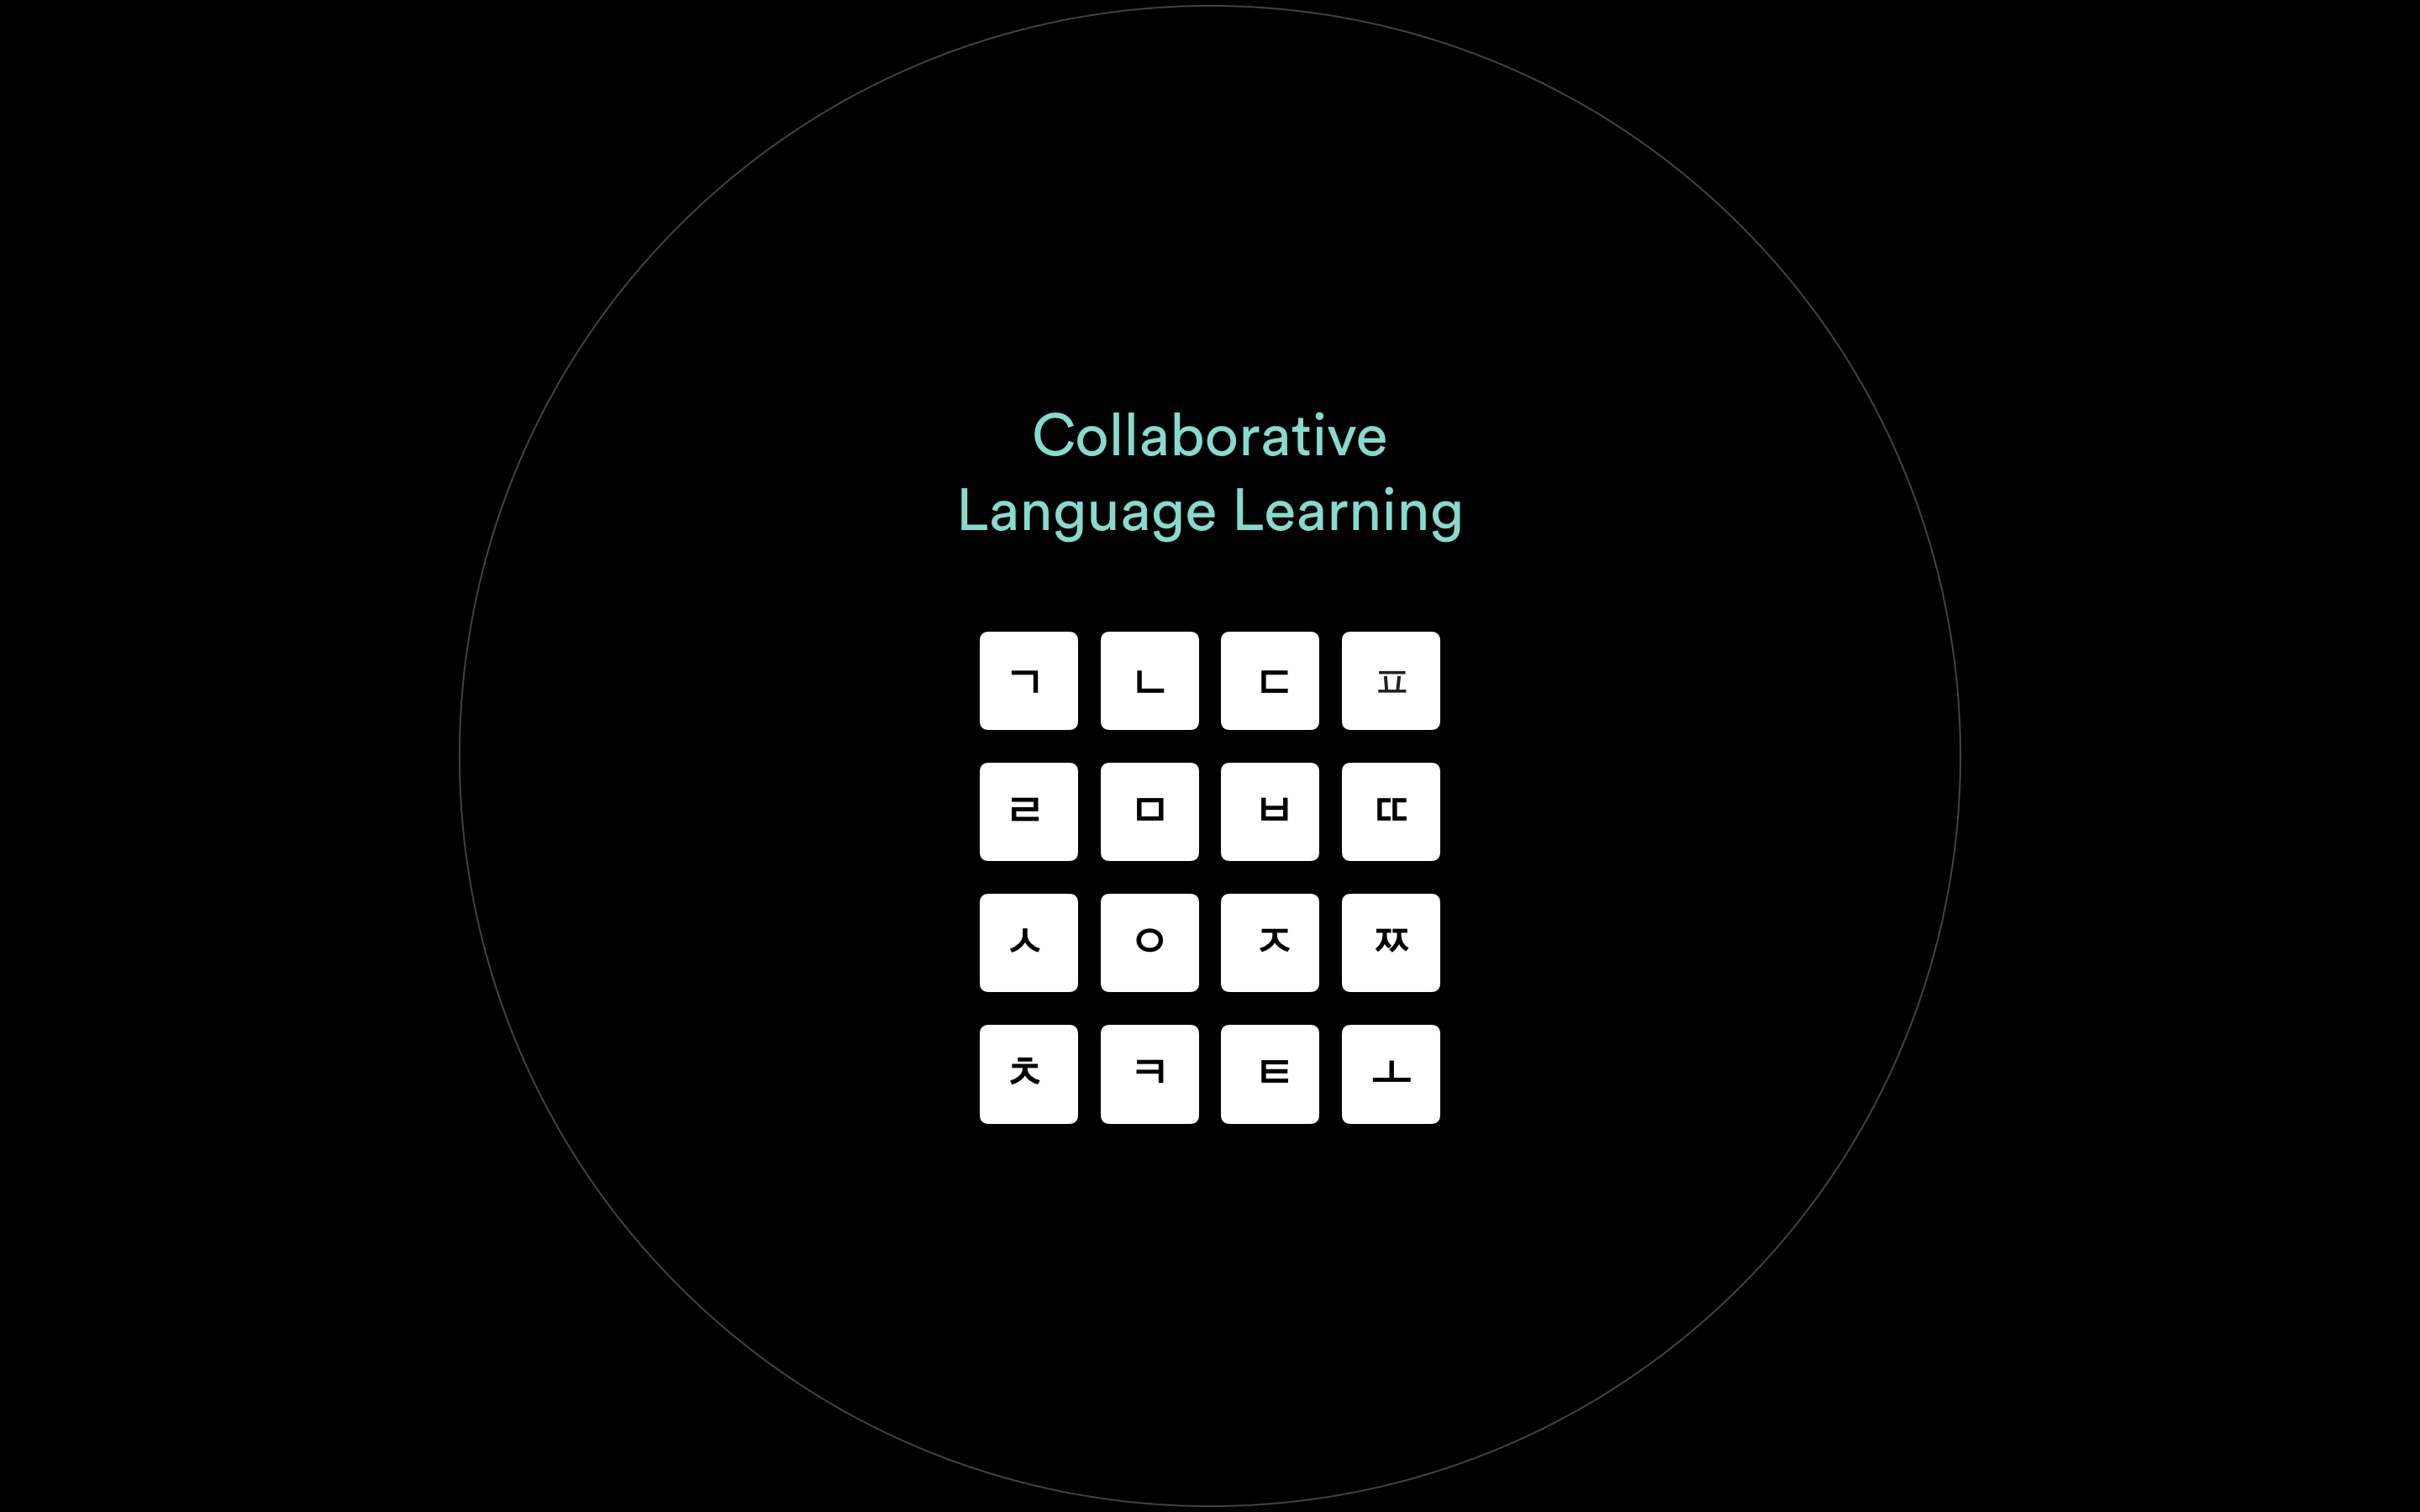 Collaborative
Language Learning
ㄱ ㄴ ㄷ ㅍ
ㄹ ㅁ ㅂ ㄸ
ㅅ ㅇ ㅈ ㅉ
ㅊ ㅋ ㅌ ㅗ